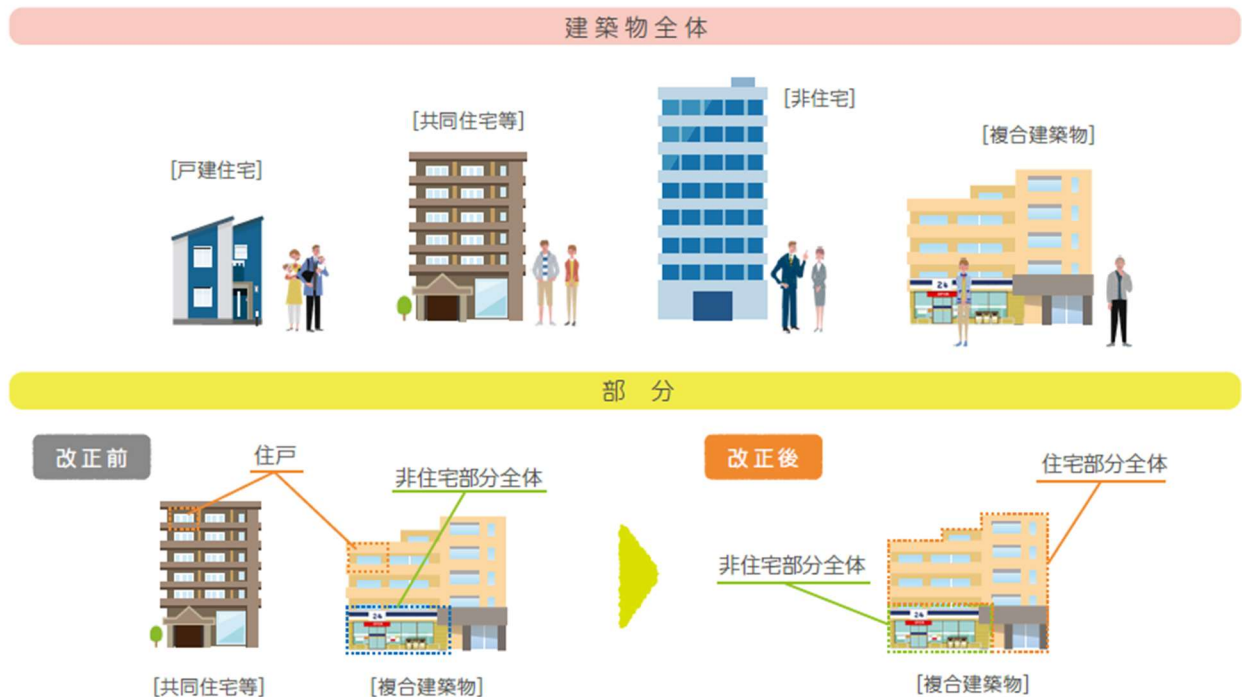 建築物全体
[非住宅]
[共同住宅等]
[複合建築物]
[戸建住宅]
24
部 分
改正前
住戸
非住宅部分全体
改正後
住宅部分全体
非住宅部分全体
24
24
[共同住宅等]
[複合建築物]
[複合建築物]